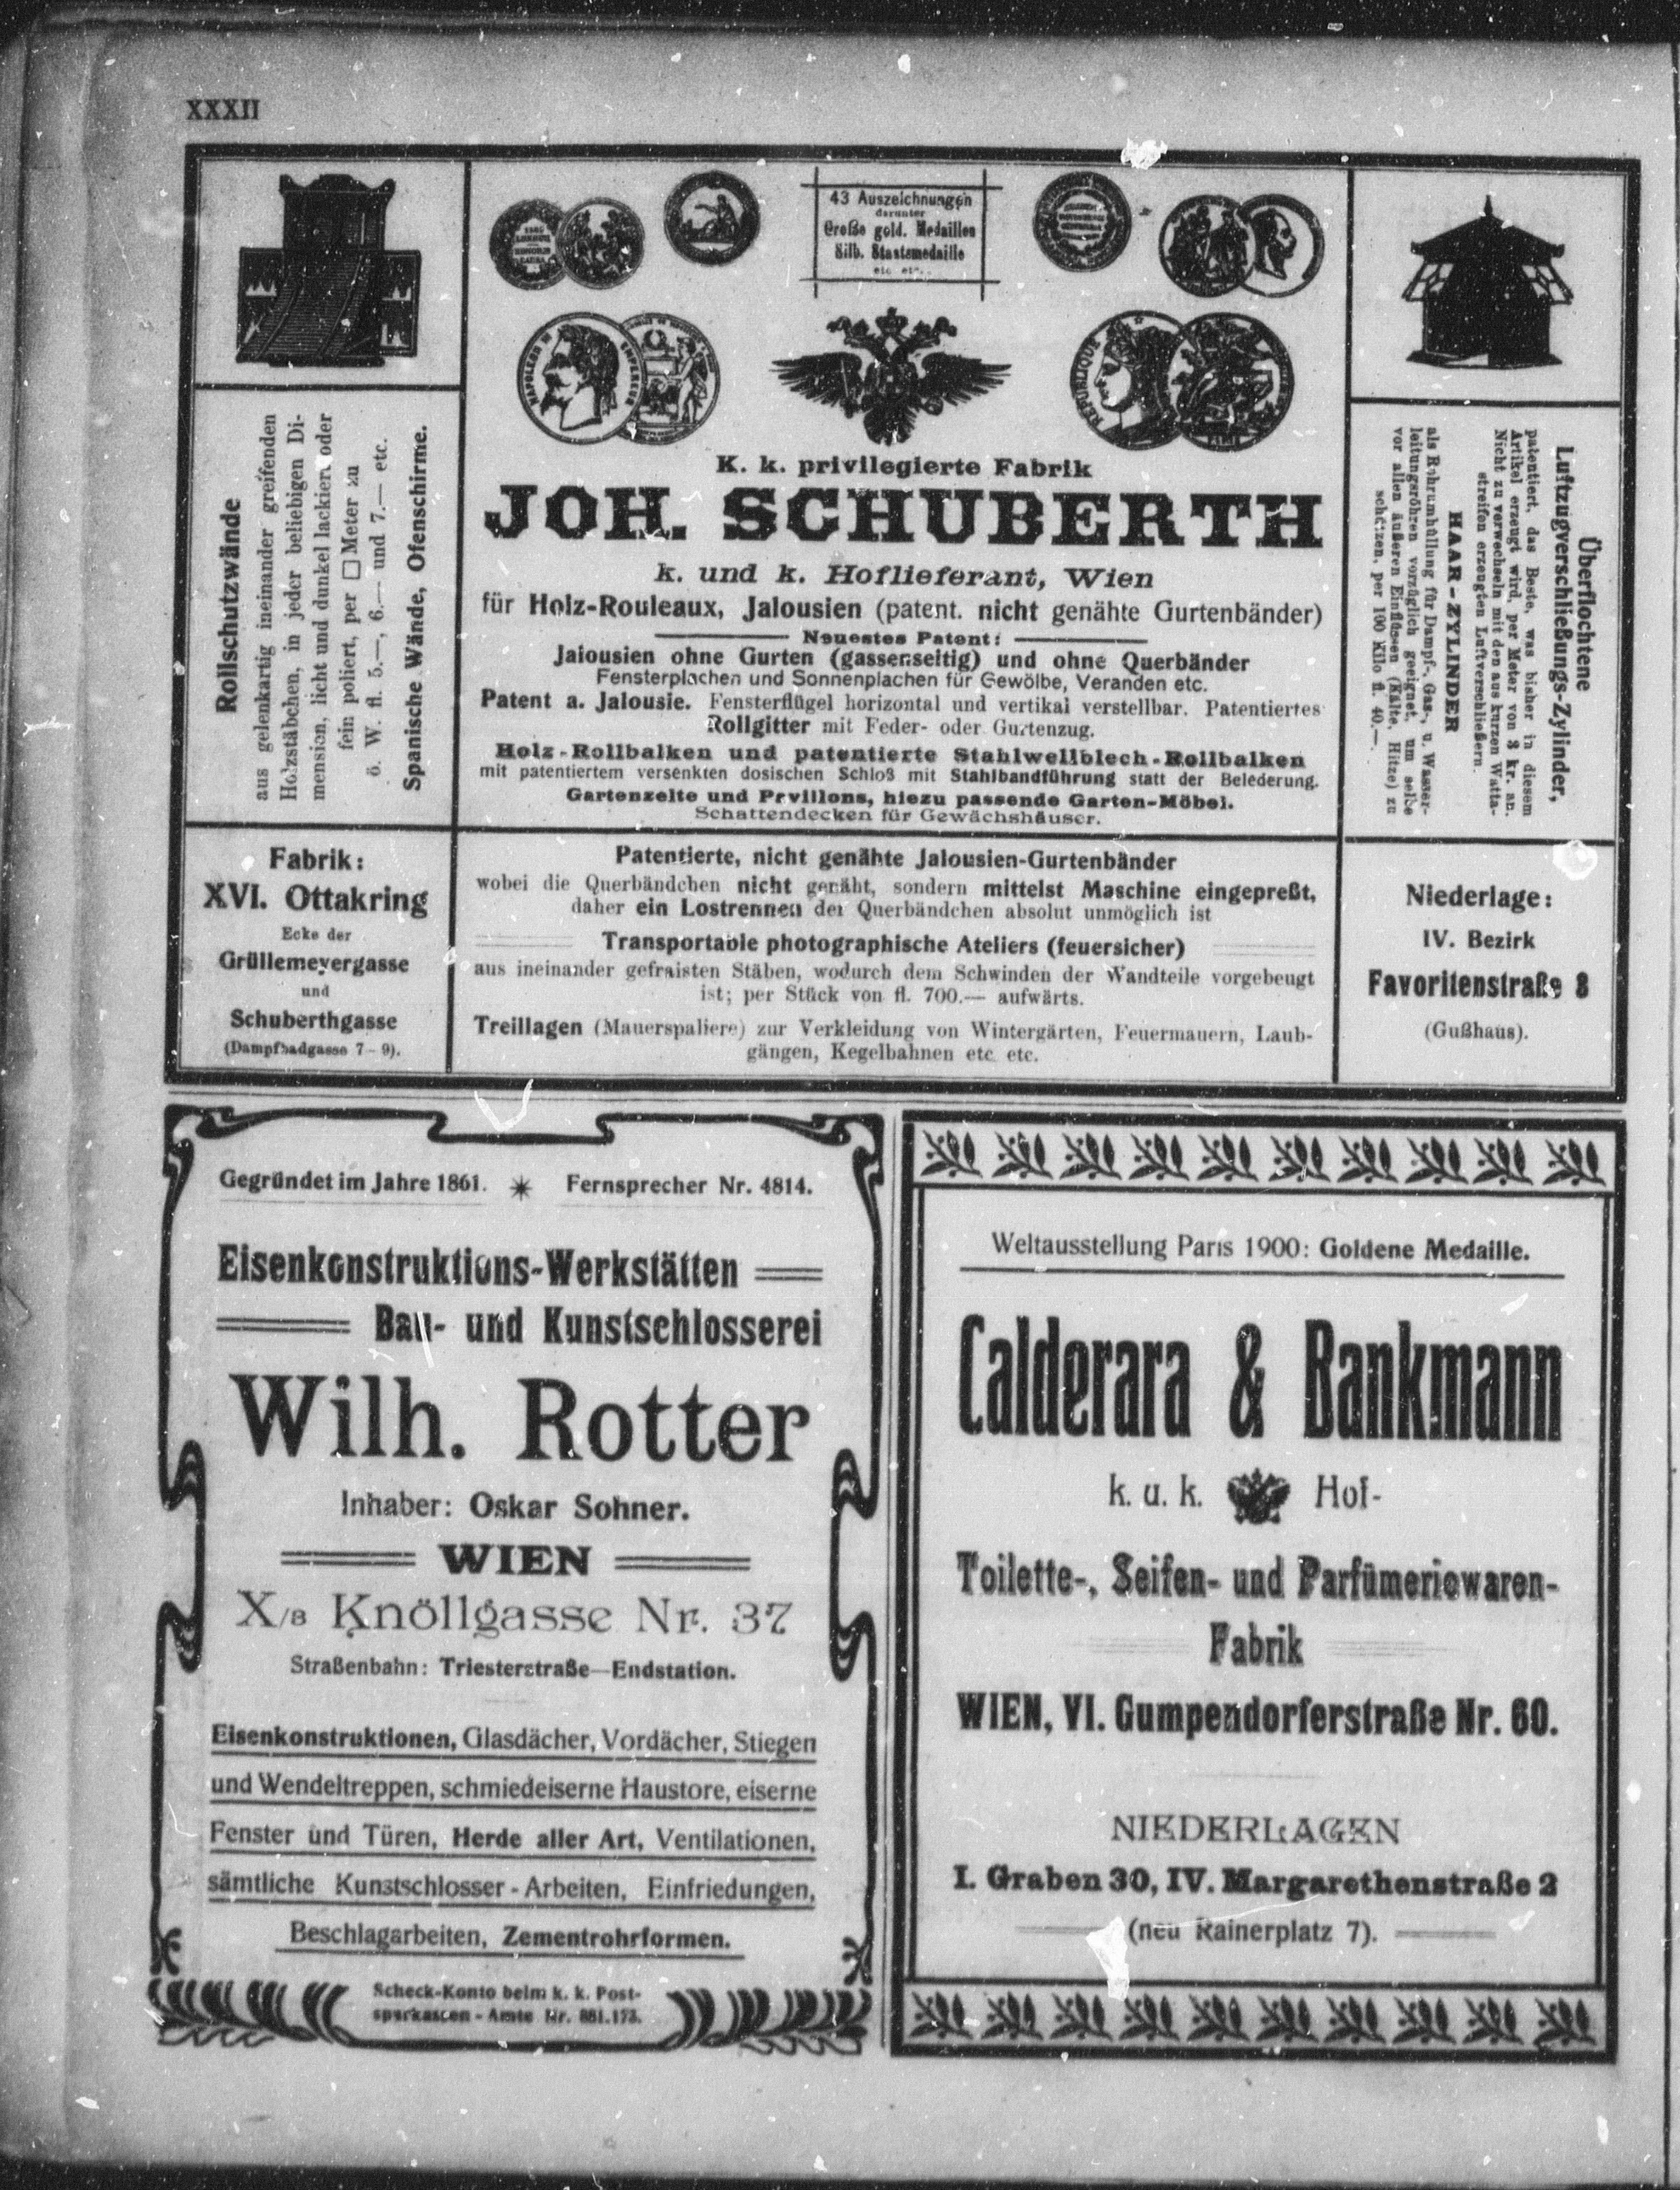 XXXII
43 Auszeichnungen
darunter
Große gold. Medaillen
Silb. Staatsmedaille
etc. etc.
NAPOLEON III EMPEREUR
REPUBLIQUE
Rollschutzwände
aus gelenkartig ineinander greifenden
Holzstäbchen, in jeder beliebigen Di-
mension, licht und dunkel lackiert oder
fein poliert, per □ Meter zu
ö. W. fl. 5.—, 6.— und 7.— etc.
Spanische Wände, Ofenschirme.
K. k. privilegierte Fabrik
JOH. SCHUBERTH
k. und k. Hoflieferant, Wien
für Holz-Rouleaux, Jalousien (patent. nicht genähte Gurtenbänder)
Neuestes Patent:
Jalousien ohne Gurten (gassenseitig) und ohne Querbänder
Fensterplachen und Sonnenplachen für Gewölbe, Veranden etc.
Patent a. Jalousie. Fensterflügel horizontal und vertikal verstellbar. Patentiertes
Rollgitter mit Feder- oder Gurtenzug.
Holz-Rollbalken und patentierte Stahlwellblech-Rollbalken
mit patentiertem versenkten dosischen Schloß mit Stahlbandführung statt der Belederung.
Gartenzelte und Pavillons, hiezu passende Garten-Möbel.
Schattendecken für Gewächshäuser.
Überflochtene
Luftzugverschließungs-Zylinder,
patentiert, das Beste, was bisher in diesem
Artikel erzeugt wird, per Meter von 3 kr. an.
Nicht zu verwechseln mit den aus kurzen Watta-
streifen erzeugten Luftverschließern.
HAAR-ZYLINDER
als Rohrumhüllung für Dampf-, Gas-, u. Wasser-
leitungsröhren vorzüglich geeignet, um selbe
vor allen äußeren Einflüssen (Kälte, Hitze) zu
schützen, per 100 Kilo fl. 40.—.
Fabrik:
XVI. Ottakring
Ecke der
Grüllemeyergasse
und
Schuberthgasse
(Dampfbadgasse 7–9).
Patentierte, nicht genähte Jalousien-Gurtenbänder
wobei die Querbändchen nicht genäht, sondern mittelst Maschine eingepreßt,
daher ein Lostrennen der Querbändchen absolut unmöglich ist
Transportable photographische Ateliers (feuersicher)
aus ineinander gefraisten Stäben, wodurch dem Schwinden der Wandteile vorgebeugt
ist; per Stück von fl. 700.— aufwärts.
Treillagen (Mauerspaliere) zur Verkleidung von Wintergärten, Feuermauern, Laub-
gängen, Kegelbahnen etc. etc.
Niederlage:
IV. Bezirk
Favoritenstraße 3
(Gußhaus).
Gegründet im Jahre 1861. Fernsprecher Nr. 4814.
Eisenkonstruktions-Werkstätten
Bau- und Kunstschlosserei
Wilh. Rotter
Inhaber: Oskar Sohner.
WIEN
X/8 Knöllgasse Nr. 37
Straßenbahn: Triesterstraße—Endstation.
Eisenkonstruktionen, Glasdächer, Vordächer, Stiegen
und Wendeltreppen, schmiedeiserne Haustore, eiserne
Fenster und Türen, Herde aller Art, Ventilationen,
sämtliche Kunstschlosser-Arbeiten, Einfriedungen,
Beschlagarbeiten, Zementrohrformen.
Scheck-Konto beim k. k. Post-
sparkassen-Amte Nr. 861.173.
Weltausstellung Paris 1900: Goldene Medaille.
Calderara & Bankmann
k. u. k. Hof-
Toilette-, Seifen- und Parfümeriewaren-
Fabrik
WIEN, VI. Gumpendorferstraße Nr. 60.
NIEDERLAGEN
I. Graben 30, IV. Margarethenstraße 2
(neu Rainerplatz 7).